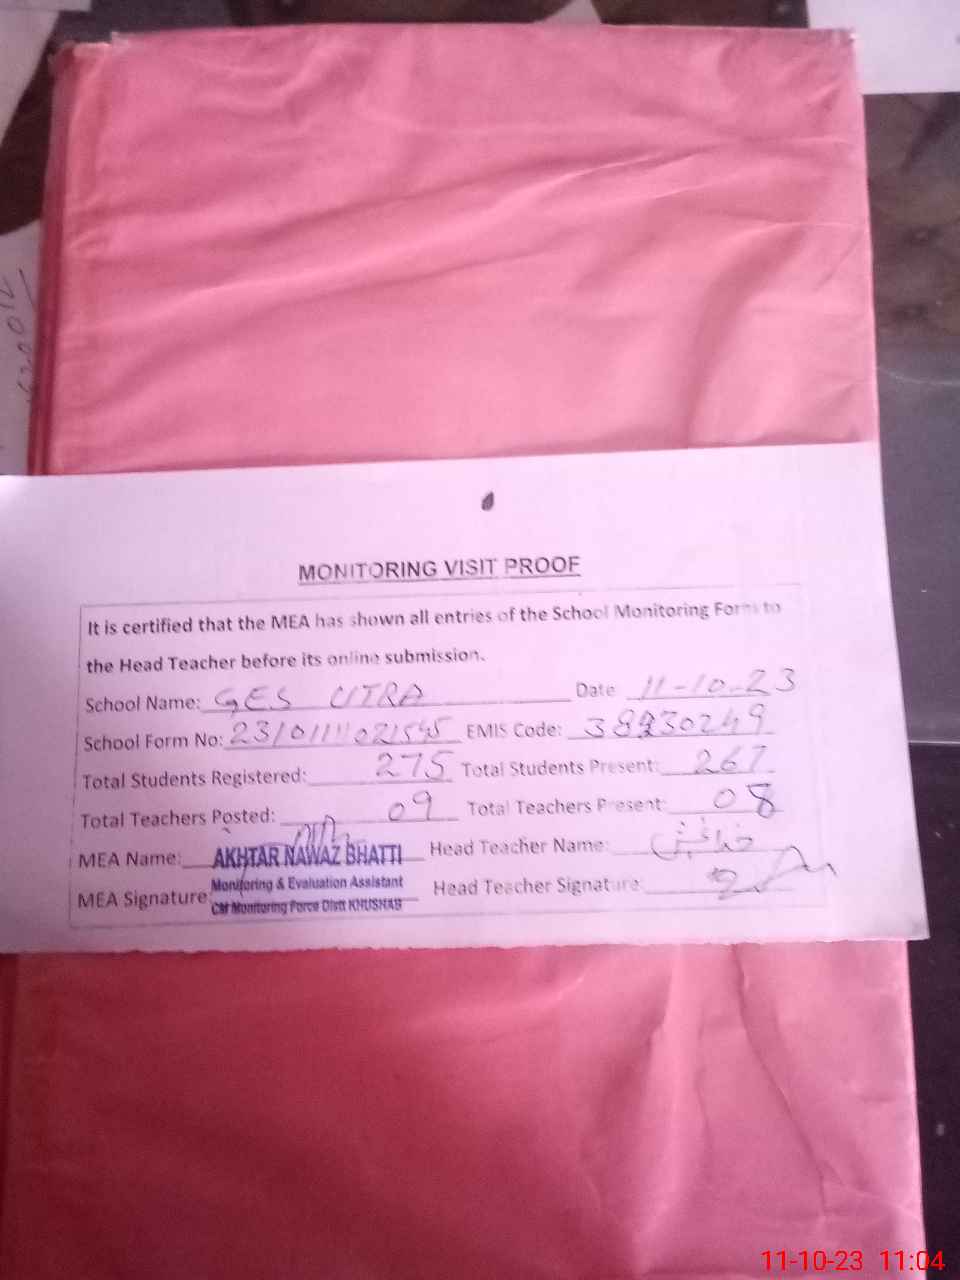 MONITORING VISIT PROOF
It is certified that the MEA has shown all entries of the School Monitoring Form to
the Head Teacher before its online submission.
School Name: GES UTRA Date 11-10-23
School Form No: EMIS Code: 38330249
Total Students Registered: 275 Total Students Present: 267
Total Teachers Posted: 09 Total Teachers Present: 08
MEA Name: AKHTAR NAWAZ BHATTI Head Teacher Name:
Monitoring & Evaluation Assistant
MEA Signature: CM Monitoring Force Distt KHUSHAB Head Teacher Signature:
11-10-23 11:04